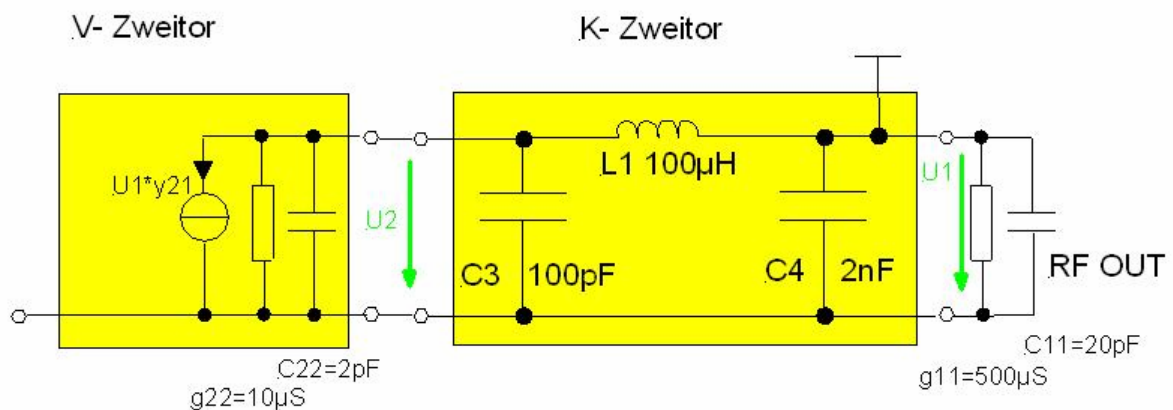 V- Zweitor
K- Zweitor
L1 100µH
U1*y21
U2
U1
C3 100pF
C4 2nF
RF OUT
C22=2pF
g22=10µS
C11=20pF
g11=500µS